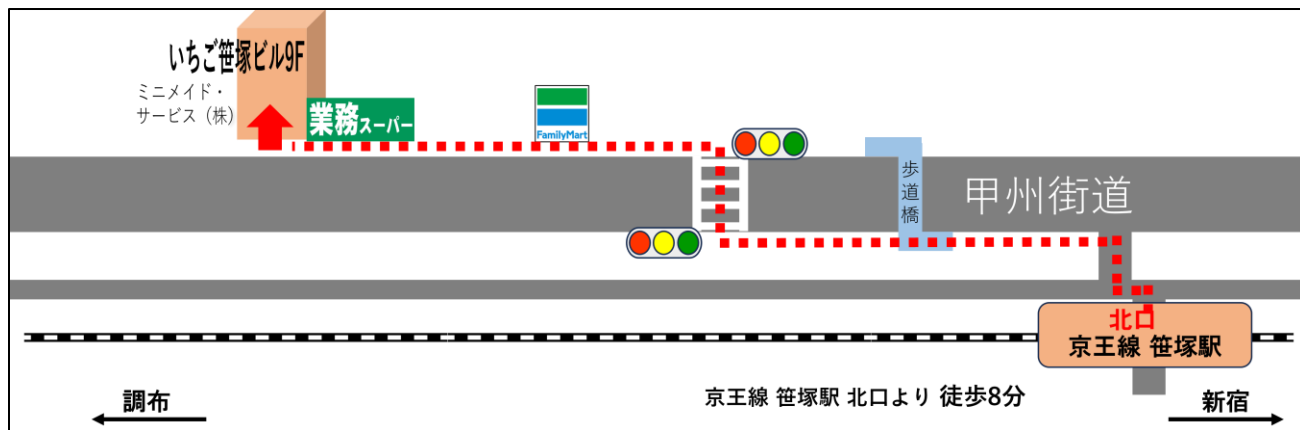 いちご笹塚ビル9F
ミニメイド・
サービス（株）
業務スーパー
FamilyMart
歩道橋
甲州街道
北口
京王線 笹塚駅
京王線 笹塚駅 北口より 徒歩8分
調布
新宿